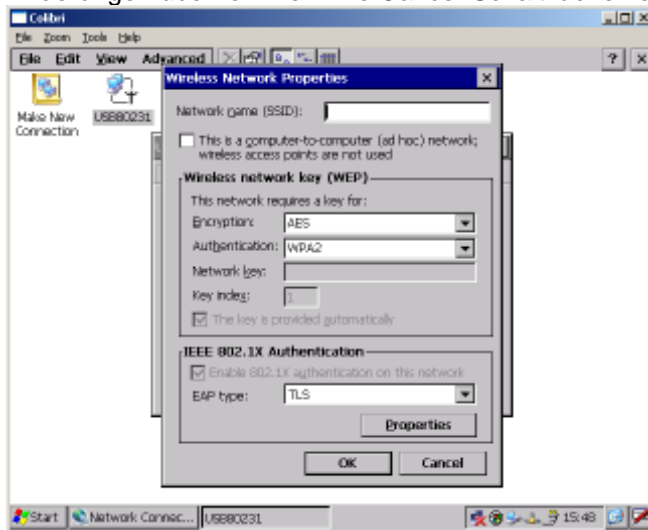 Colibri
File Zoom Tools Help
File Edit View Advanced
? ×
Make New
Connection
USB80231
Wireless Network Properties
Network name (SSID):
This is a computer-to-computer (ad hoc) network;
wireless access points are not used
Wireless network key (WEP)
This network requires a key for:
Encryption: AES
Authentication: WPA2
Network key:
Key index: 1
The key is provided automatically
IEEE 802.1X Authentication
Enable 802.1X authentication on this network
EAP type: TLS
Properties
OK Cancel
Start Network Connec... USB80231 15:48